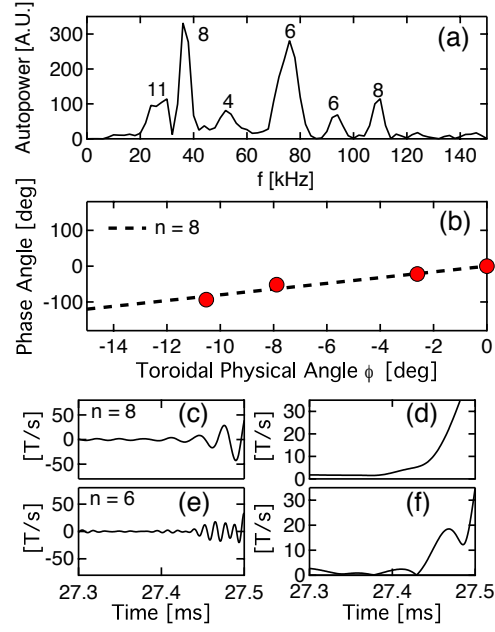 Autopower [A.U.]
300
200
100
0
(a)
11
8
4
6
6
8
0 20 40 60 80 100 120 140
f [kHz]
Phase Angle [deg]
100
0
-100
n = 8
(b)
-14 -12 -10 -8 -6 -4 -2 0
Toroidal Physical Angle ϕ [deg]
[T/s]
50
0
-50
n = 8
(c)
[T/s]
30
20
10
0
(d)
[T/s]
50
0
-50
n = 6
(e)
27.3 27.4 27.5
Time [ms]
[T/s]
30
20
10
0
(f)
27.3 27.4 27.5
Time [ms]